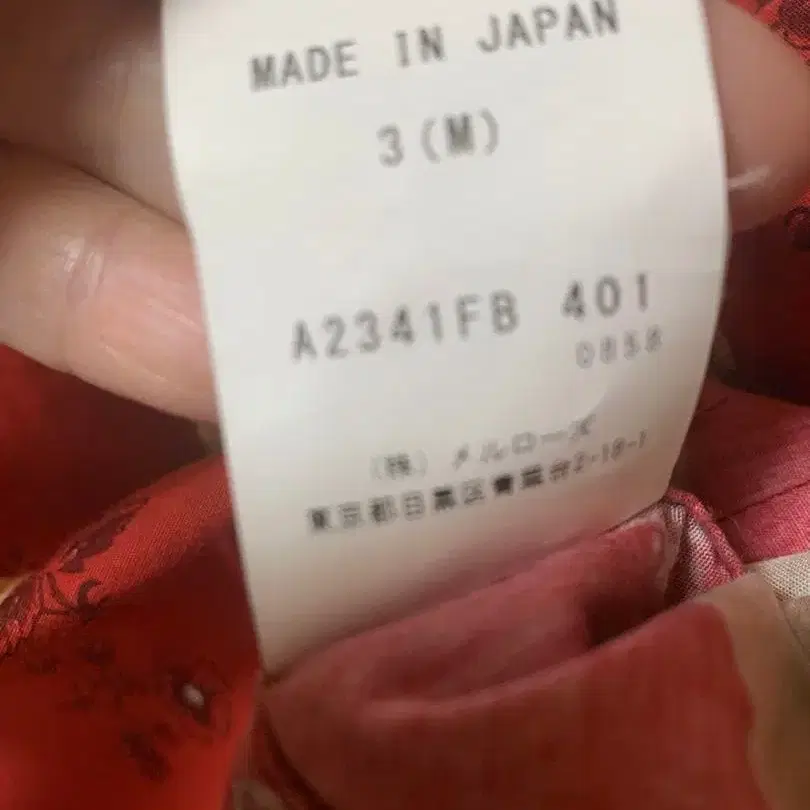 MADE IN JAPAN
3(M)
A2341FB 401
0858
(株) メルローズ
東京都目黒区青葉台2-18-1